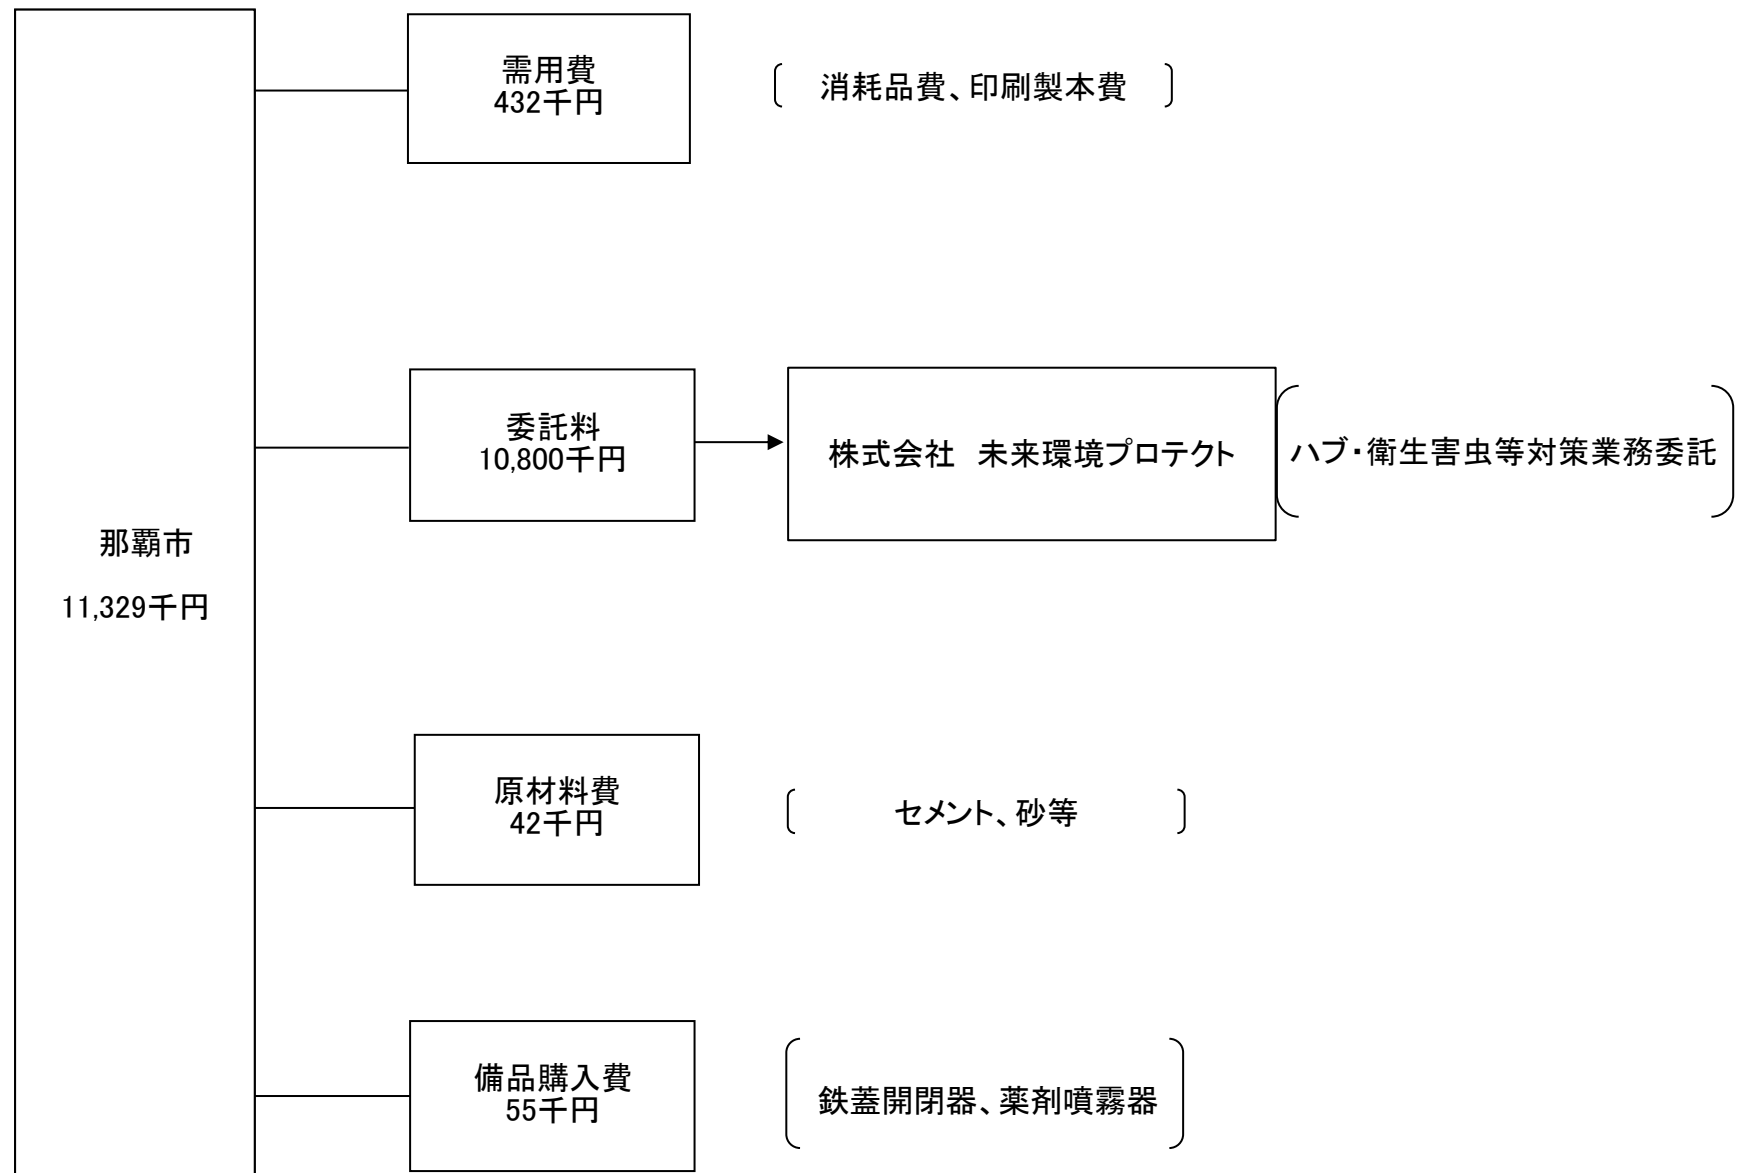 那覇市
11,329千円
需用費
432千円
消耗品費、印刷製本費
委託料
10,800千円
株式会社　未来環境プロテクト
ハブ・衛生害虫等対策業務委託
原材料費
42千円
セメント、砂等
備品購入費
55千円
鉄蓋開閉器、薬剤噴霧器